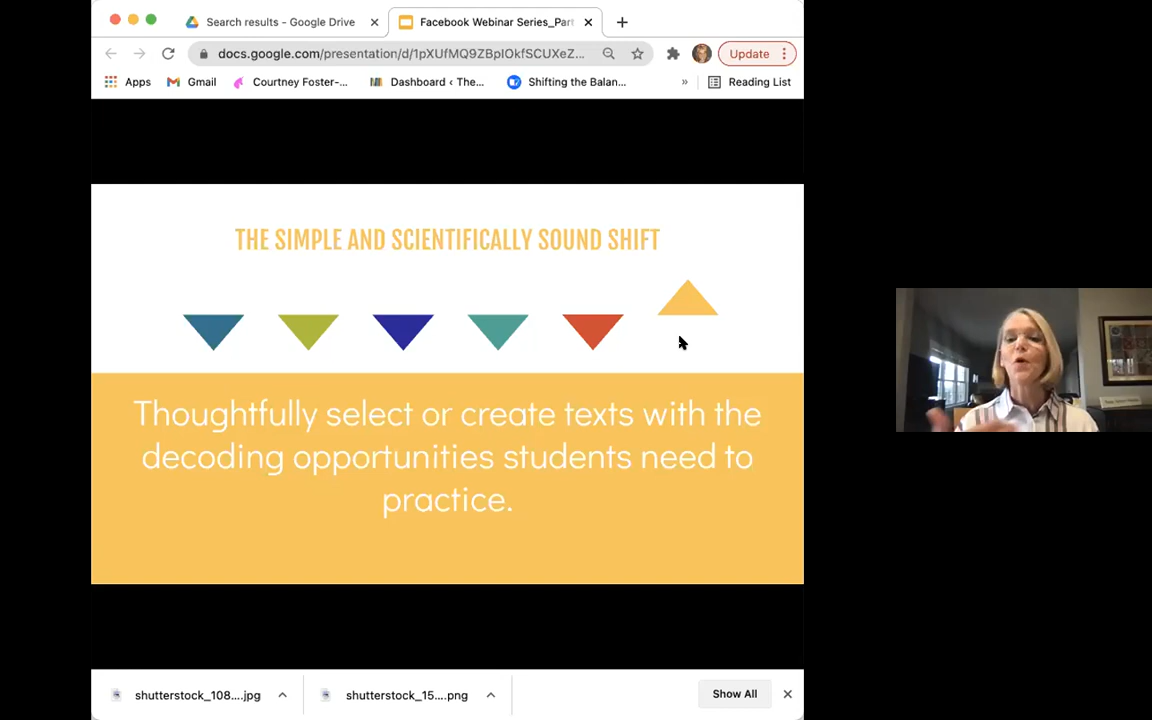 Search results - Google Drive
Facebook Webinar Series_Part
docs.google.com/presentation/d/1pXUfMQ9ZBpIOkfSCUXeZ...
Update
Apps
Gmail
Courtney Foster-...
Dashboard ‹ The...
Shifting the Balan...
»
Reading List
THE SIMPLE AND SCIENTIFICALLY SOUND SHIFT
Thoughtfully select or create texts with the
decoding opportunities students need to
practice.
shutterstock_108....jpg
shutterstock_15....png
Show All